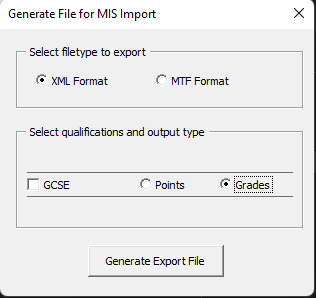 Generate File for MIS Import
Select filetype to export
XML Format MTF Format
Select qualifications and output type
GCSE Points Grades
Generate Export File